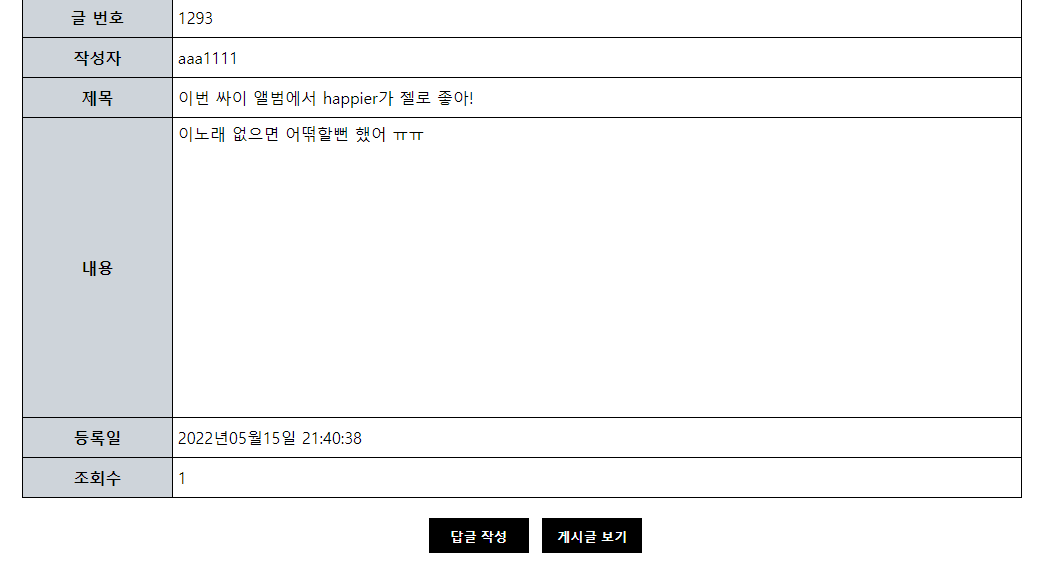 글 번호 1293
작성자 aaa1111
제목 이번 싸이 앨범에서 happier가 젤로 좋아!
내용 이노래 없으면 어떢할뻔 했어 ㅠㅠ
등록일 2022년05월15일 21:40:38
조회수 1
답글 작성 게시글 보기